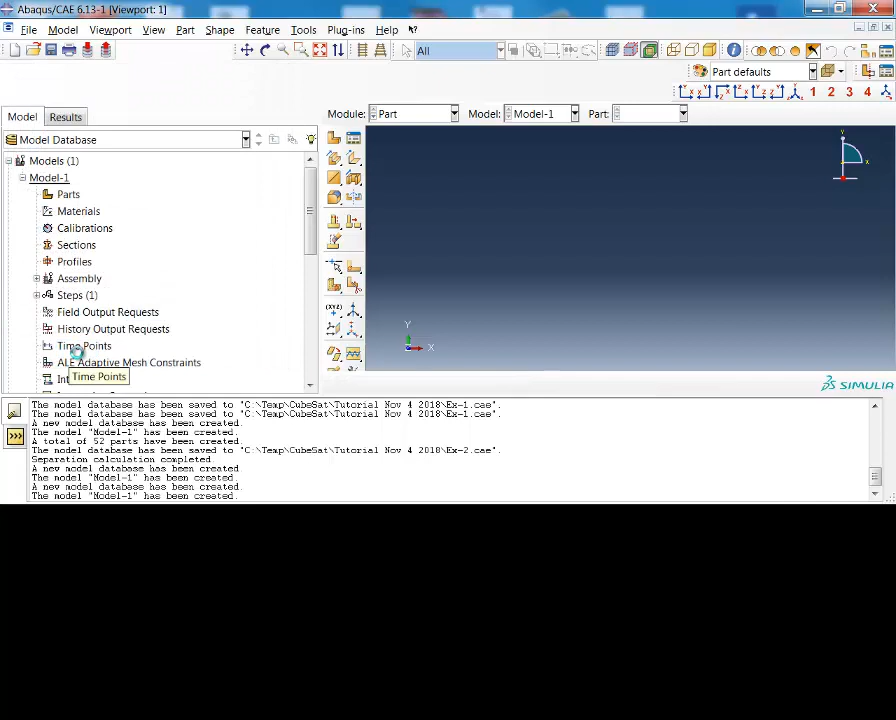 Abaqus/CAE 6.13-1 [Viewport: 1]
File Model Viewport View Part Shape Feature Tools Plug-ins Help
All
Part defaults
1 2 3 4
Model Results
Module: Part Model: Model-1 Part:
Model Database
Models (1)
Model-1
Parts
Materials
Calibrations
Sections
Profiles
Assembly
Steps (1)
Field Output Requests
History Output Requests
Time Points
ALE Adaptive Mesh Constraints
Time Points
Int
(XYZ)
Y
X
Y
X
SIMULIA
The model database has been saved to "C:\Temp\CubeSat\Tutorial Nov 4 2018\Ex-1.cae".
The model database has been saved to "C:\Temp\CubeSat\Tutorial Nov 4 2018\Ex-1.cae".
A new model database has been created.
The model "Model-1" has been created.
A total of 52 parts have been created.
The model database has been saved to "C:\Temp\CubeSat\Tutorial Nov 4 2018\Ex-2.cae".
Separation calculation completed.
A new model database has been created.
The model "Model-1" has been created.
A new model database has been created.
The model "Model-1" has been created.